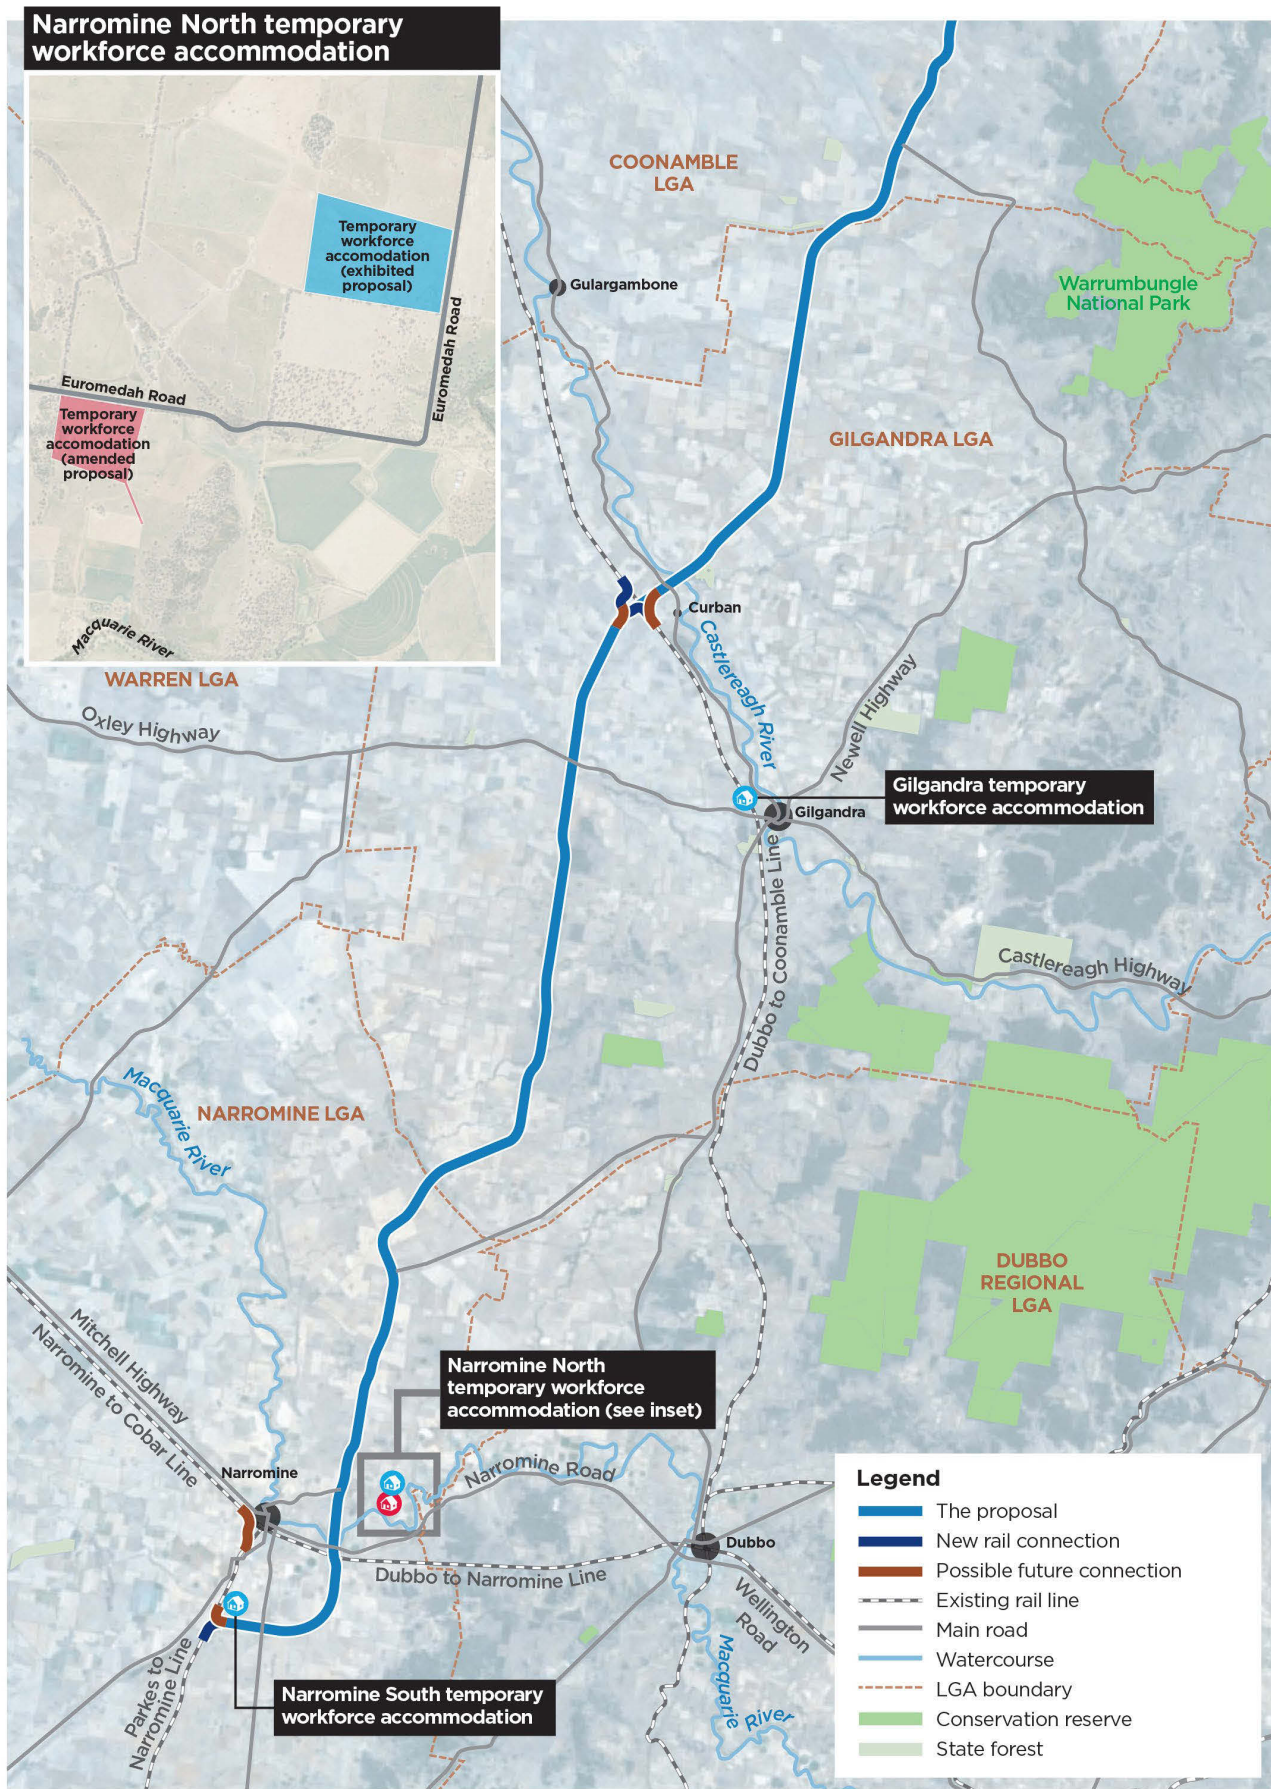 Narromine North temporary
workforce accommodation
Temporary
workforce
accomodation
(exhibited
proposal)
Euromedah Road
Euromedah Road
Temporary
workforce
accomodation
(amended
proposal)
Macquarie River
COONAMBLE
LGA
Gulargambone
Warrumbungle
National Park
GILGANDRA LGA
Curban
Castlereagh River
WARREN LGA
Oxley Highway
Newell Highway
Gilgandra temporary
workforce accommodation
Gilgandra
Dubbo to Coonamble Line
Castlereagh Highway
Macquarie River
NARROMINE LGA
DUBBO
REGIONAL
LGA
Mitchell Highway
Narromine to Cobar Line
Narromine North
temporary workforce
accommodation (see inset)
Narromine
Narromine Road
Dubbo
Dubbo to Narromine Line
Wellington
Road
Parkes to
Narromine Line
Narromine South temporary
workforce accommodation
Macquarie
River
Legend
The proposal
New rail connection
Possible future connection
Existing rail line
Main road
Watercourse
LGA boundary
Conservation reserve
State forest